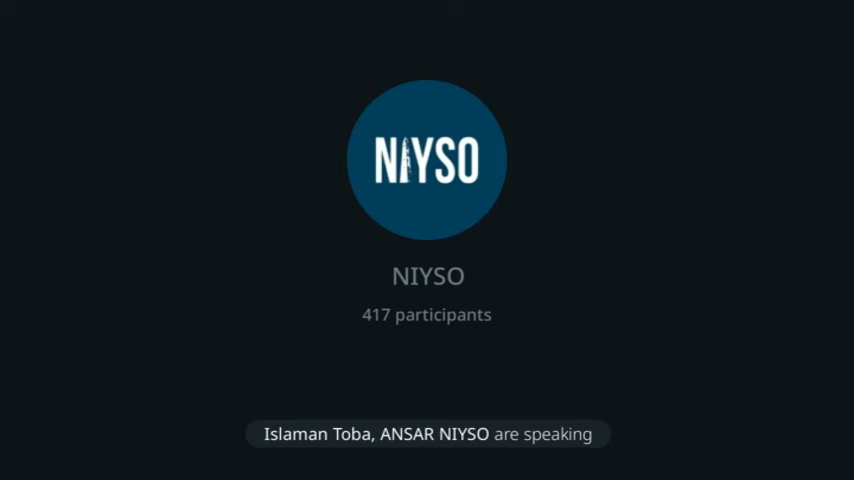 NIYSO
NIYSO
417 participants
Islaman Toba, ANSAR NIYSO are speaking